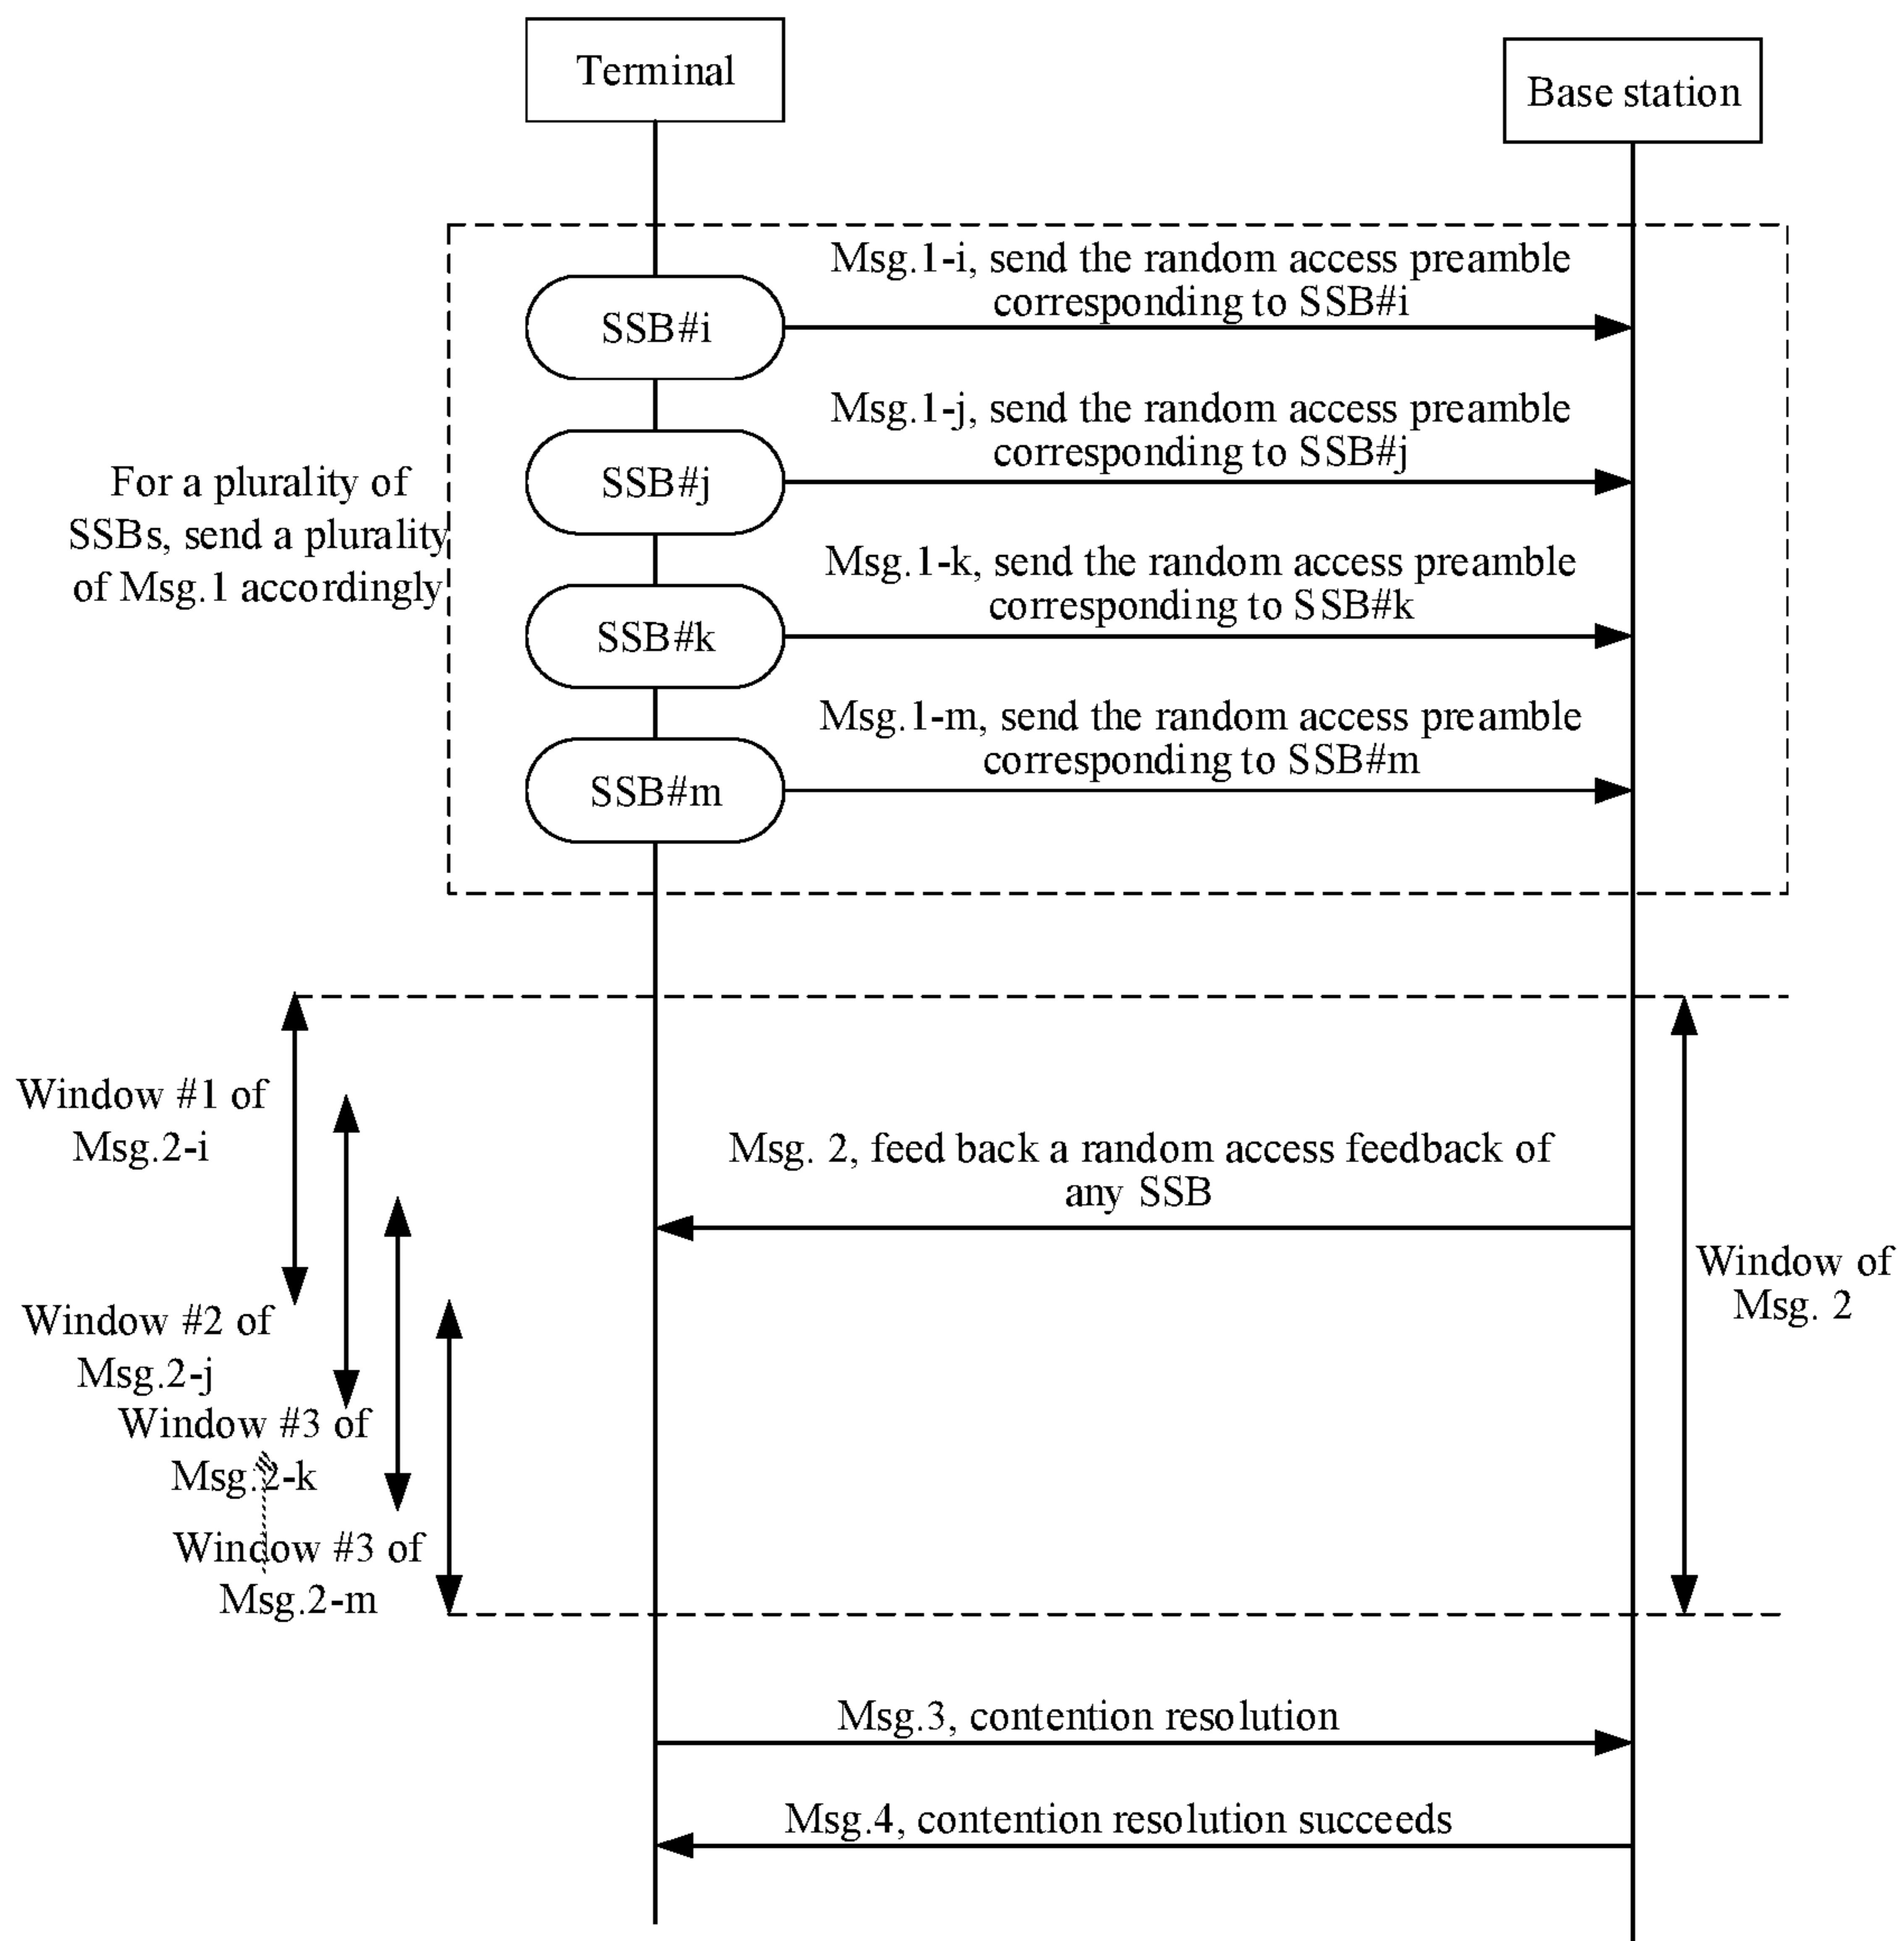 Terminal
Base station
Msg.1-i, send the random access preamble
corresponding to SSB#i
SSB#i
Msg.1-j, send the random access preamble
corresponding to SSB#j
SSB#j
For a plurality of
SSBs, send a plurality
of Msg.1 accordingly
Msg.1-k, send the random access preamble
corresponding to SSB#k
SSB#k
Msg.1-m, send the random access preamble
corresponding to SSB#m
SSB#m
Window #1 of
Msg.2-i
Msg. 2, feed back a random access feedback of
any SSB
Window of
Msg. 2
Window #2 of
Msg.2-j
Window #3 of
Msg.2-k
Window #3 of
Msg.2-m
Msg.3, contention resolution
Msg.4, contention resolution succeeds